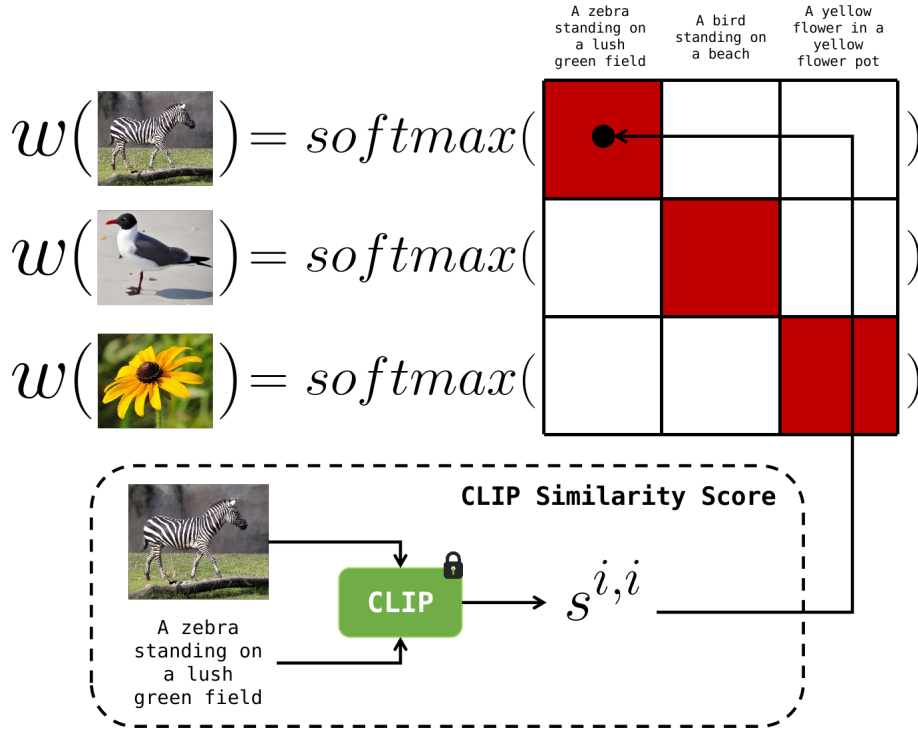 A zebra
standing on
a lush
green field
A bird
standing on
a beach
A yellow
flower in a
yellow
flower pot
w( ) = softmax( )
w( ) = softmax( )
w( ) = softmax( )
CLIP Similarity Score
CLIP
s^{i,i}
A zebra
standing on
a lush
green field